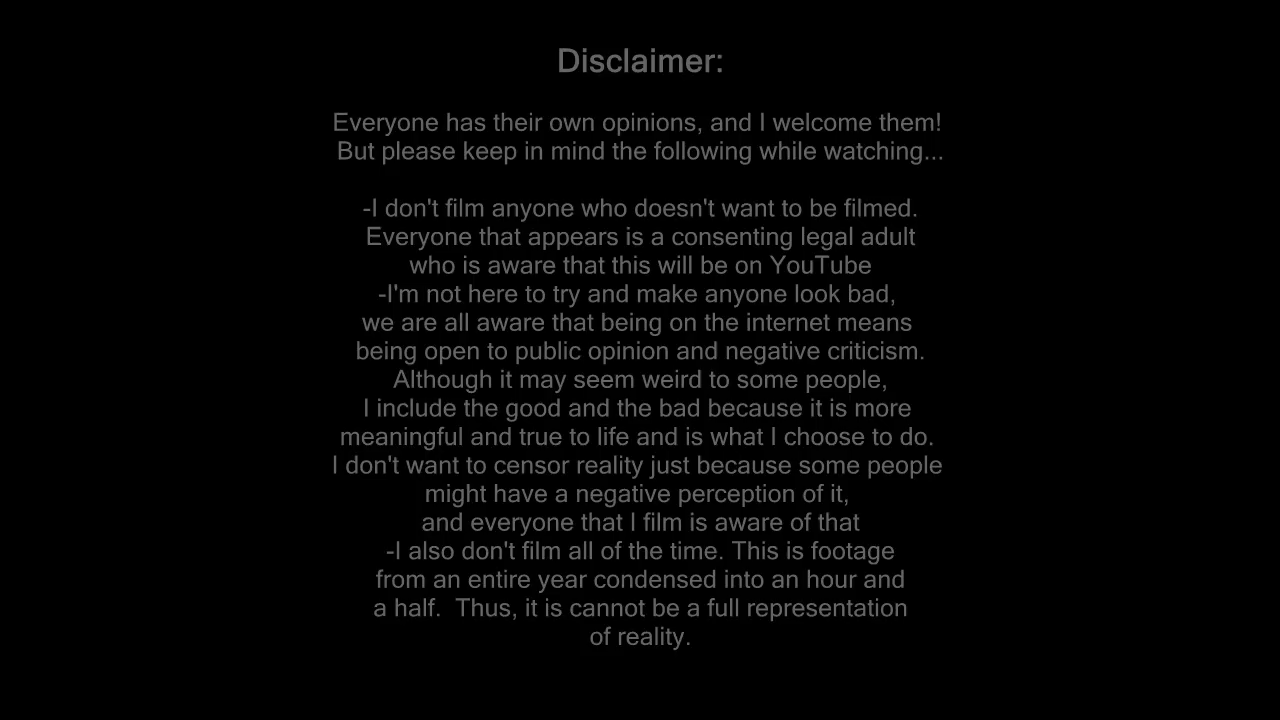 Disclaimer:
Everyone has their own opinions, and I welcome them!
But please keep in mind the following while watching...
-I don't film anyone who doesn't want to be filmed.
Everyone that appears is a consenting legal adult
who is aware that this will be on YouTube
-I'm not here to try and make anyone look bad,
we are all aware that being on the internet means
being open to public opinion and negative criticism.
Although it may seem weird to some people,
I include the good and the bad because it is more
meaningful and true to life and is what I choose to do.
I don't want to censor reality just because some people
might have a negative perception of it,
and everyone that I film is aware of that
-I also don't film all of the time. This is footage
from an entire year condensed into an hour and
a half.  Thus, it is cannot be a full representation
of reality.